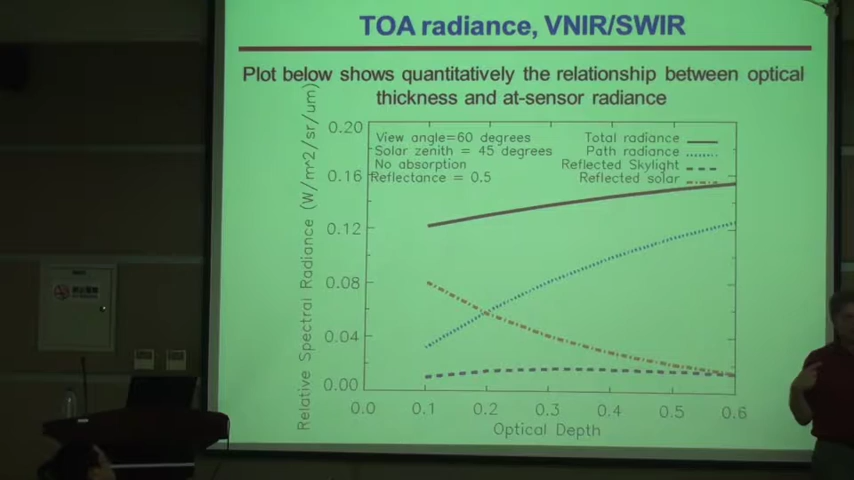 TOA radiance, VNIR/SWIR
Plot below shows quantitatively the relationship between optical
thickness and at-sensor radiance
View angle=60 degrees
Solar zenith = 45 degrees
No absorption
Reflectance = 0.5
Total radiance
Path radiance
Reflected Skylight
Reflected solar
Relative Spectral Radiance (W/m^2/sr/um)
0.20
0.16
0.12
0.08
0.04
0.00
0.0 0.1 0.2 0.3 0.4 0.5 0.6
Optical Depth